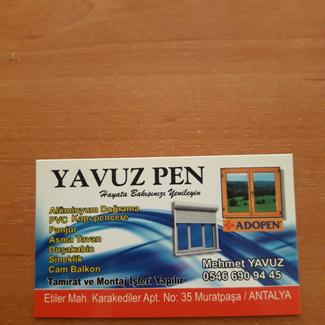 YAVUZ PEN
Hayata Bakışınızı Yenileyin
Alüminyum Doğrama
PVC Kapı-pencere
Panjur
Asma Tavan
Duşakabin
Sineklik
Cam Balkon
ADOPEN
Mehmet YAVUZ
0546 690 94 45
Tamirat ve Montaj İşleri Yapılır
Etiler Mah. Karakediler Apt. No: 35 Muratpaşa / ANTALYA